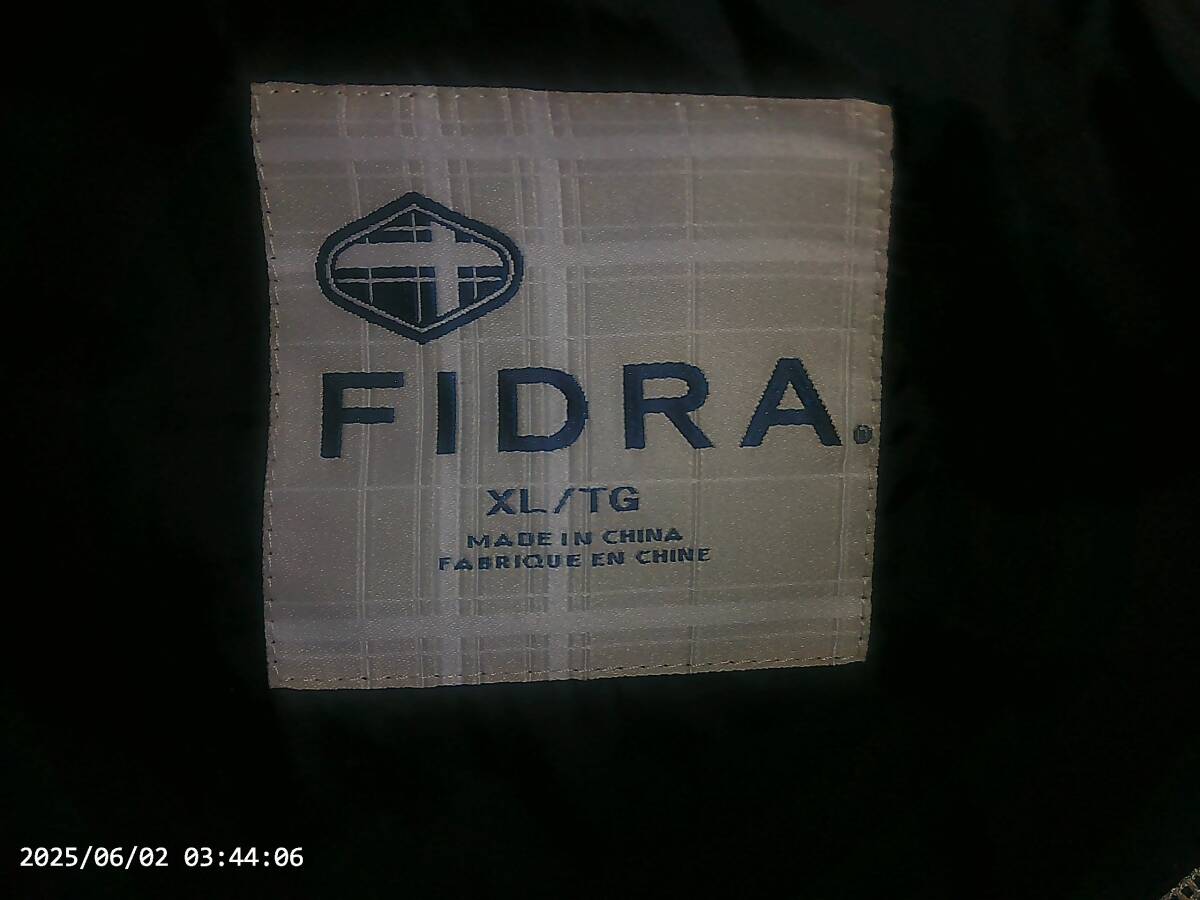 FIDRA®
XL/TG
MADE IN CHINA
FABRIQUE EN CHINE
2025/06/02 03:44:06